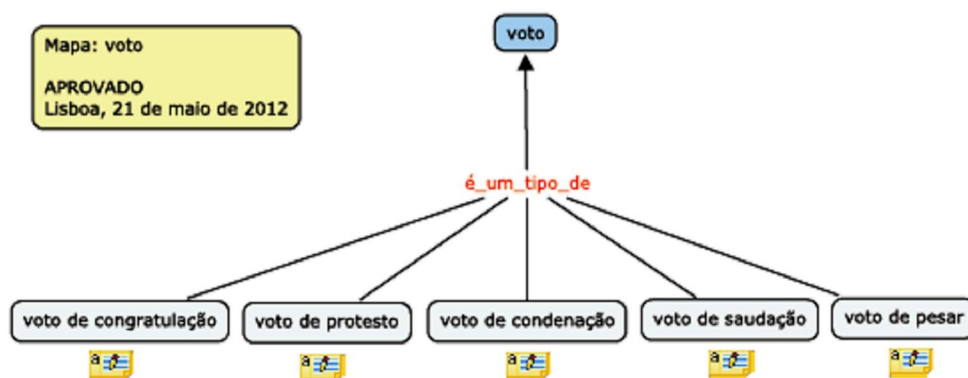 Mapa: voto
APROVADO
Lisboa, 21 de maio de 2012
voto
é_um_tipo_de
voto de congratulação
voto de protesto
voto de condenação
voto de saudação
voto de pesar
a
a
a
a
a